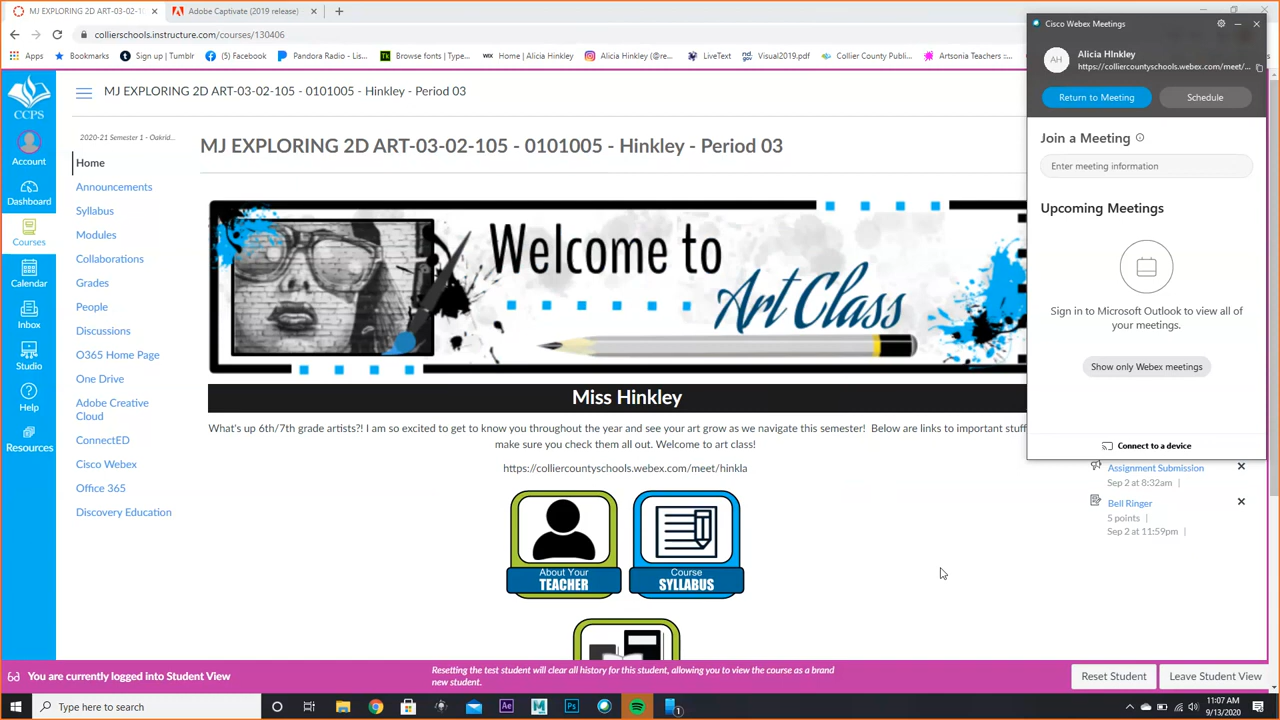 MJ EXPLORING 2D ART-03-02-105 -
Adobe Captivate (2019 release)
collierschools.instructure.com/courses/130406
Apps
Bookmarks
Sign up | Tumblr
(5) Facebook
Pandora Radio - Lis...
Browse fonts | Type...
Home | Alicia Hinkley
Alicia Hinkley (@re...
LiveText
Visual2019.pdf
Collier County Publi...
Artsonia Teachers ::...
CCPS
Account
Dashboard
Courses
Calendar
Inbox
Studio
Help
Resources
MJ EXPLORING 2D ART-03-02-105 - 0101005 - Hinkley - Period 03
2020-21 Semester 1 - Oakrid...
Home
Announcements
Syllabus
Modules
Collaborations
Grades
People
Discussions
O365 Home Page
One Drive
Adobe Creative
Cloud
ConnectED
Cisco Webex
Office 365
Discovery Education
MJ EXPLORING 2D ART-03-02-105 - 0101005 - Hinkley - Period 03
Welcome to
Art Class
Miss Hinkley
What's up 6th/7th grade artists?! I am so excited to get to know you throughout the year and see your art grow as we navigate this semester! Below are links to important stuff
make sure you check them all out. Welcome to art class!
https://colliercountyschools.webex.com/meet/hinkla
About Your
TEACHER
Course
SYLLABUS
Cisco Webex Meetings
AH
Alicia HInkley
https://colliercountyschools.webex.com/meet/...
Return to Meeting
Schedule
Join a Meeting
Enter meeting information
Upcoming Meetings
Sign in to Microsoft Outlook to view all of
your meetings.
Show only Webex meetings
Connect to a device
Assignment Submission
Sep 2 at 8:32am |
Bell Ringer
5 points |
Sep 2 at 11:59pm |
You are currently logged into Student View
Resetting the test student will clear all history for this student, allowing you to view the course as a brand
new student.
Reset Student
Leave Student View
Type here to search
Ae
M
Ps
1
11:07 AM
9/13/2020